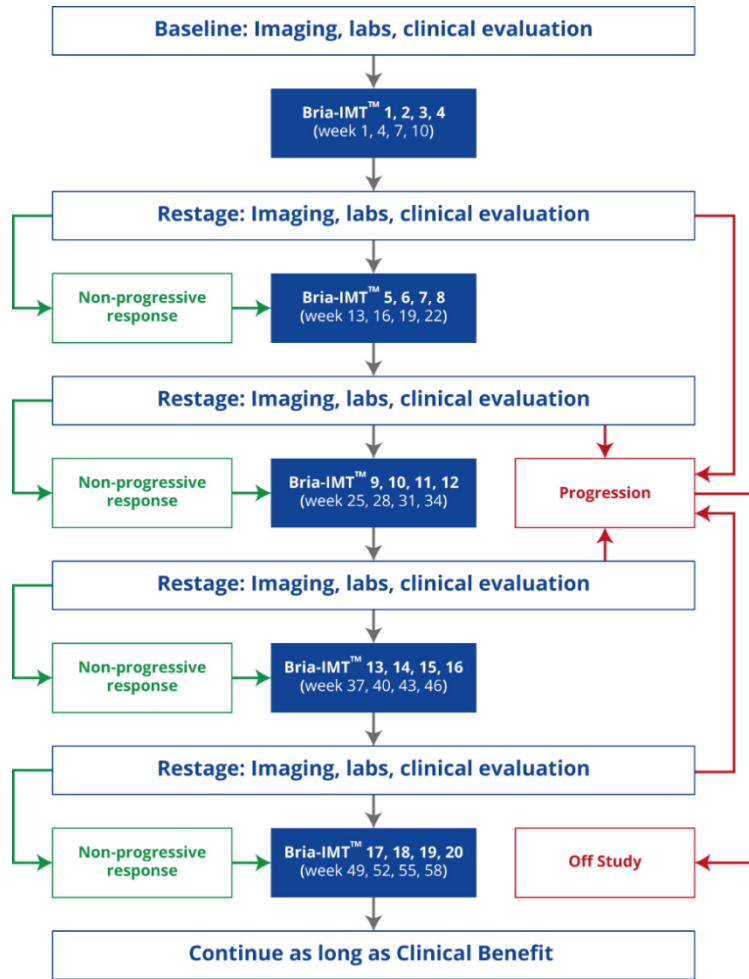 Baseline: Imaging, labs, clinical evaluation
Bria-IMT™ 1, 2, 3, 4
(week 1, 4, 7, 10)
Restage: Imaging, labs, clinical evaluation
Non-progressive
response
Bria-IMT™ 5, 6, 7, 8
(week 13, 16, 19, 22)
Restage: Imaging, labs, clinical evaluation
Non-progressive
response
Bria-IMT™ 9, 10, 11, 12
(week 25, 28, 31, 34)
Progression
Restage: Imaging, labs, clinical evaluation
Non-progressive
response
Bria-IMT™ 13, 14, 15, 16
(week 37, 40, 43, 46)
Restage: Imaging, labs, clinical evaluation
Non-progressive
response
Bria-IMT™ 17, 18, 19, 20
(week 49, 52, 55, 58)
Off Study
Continue as long as Clinical Benefit